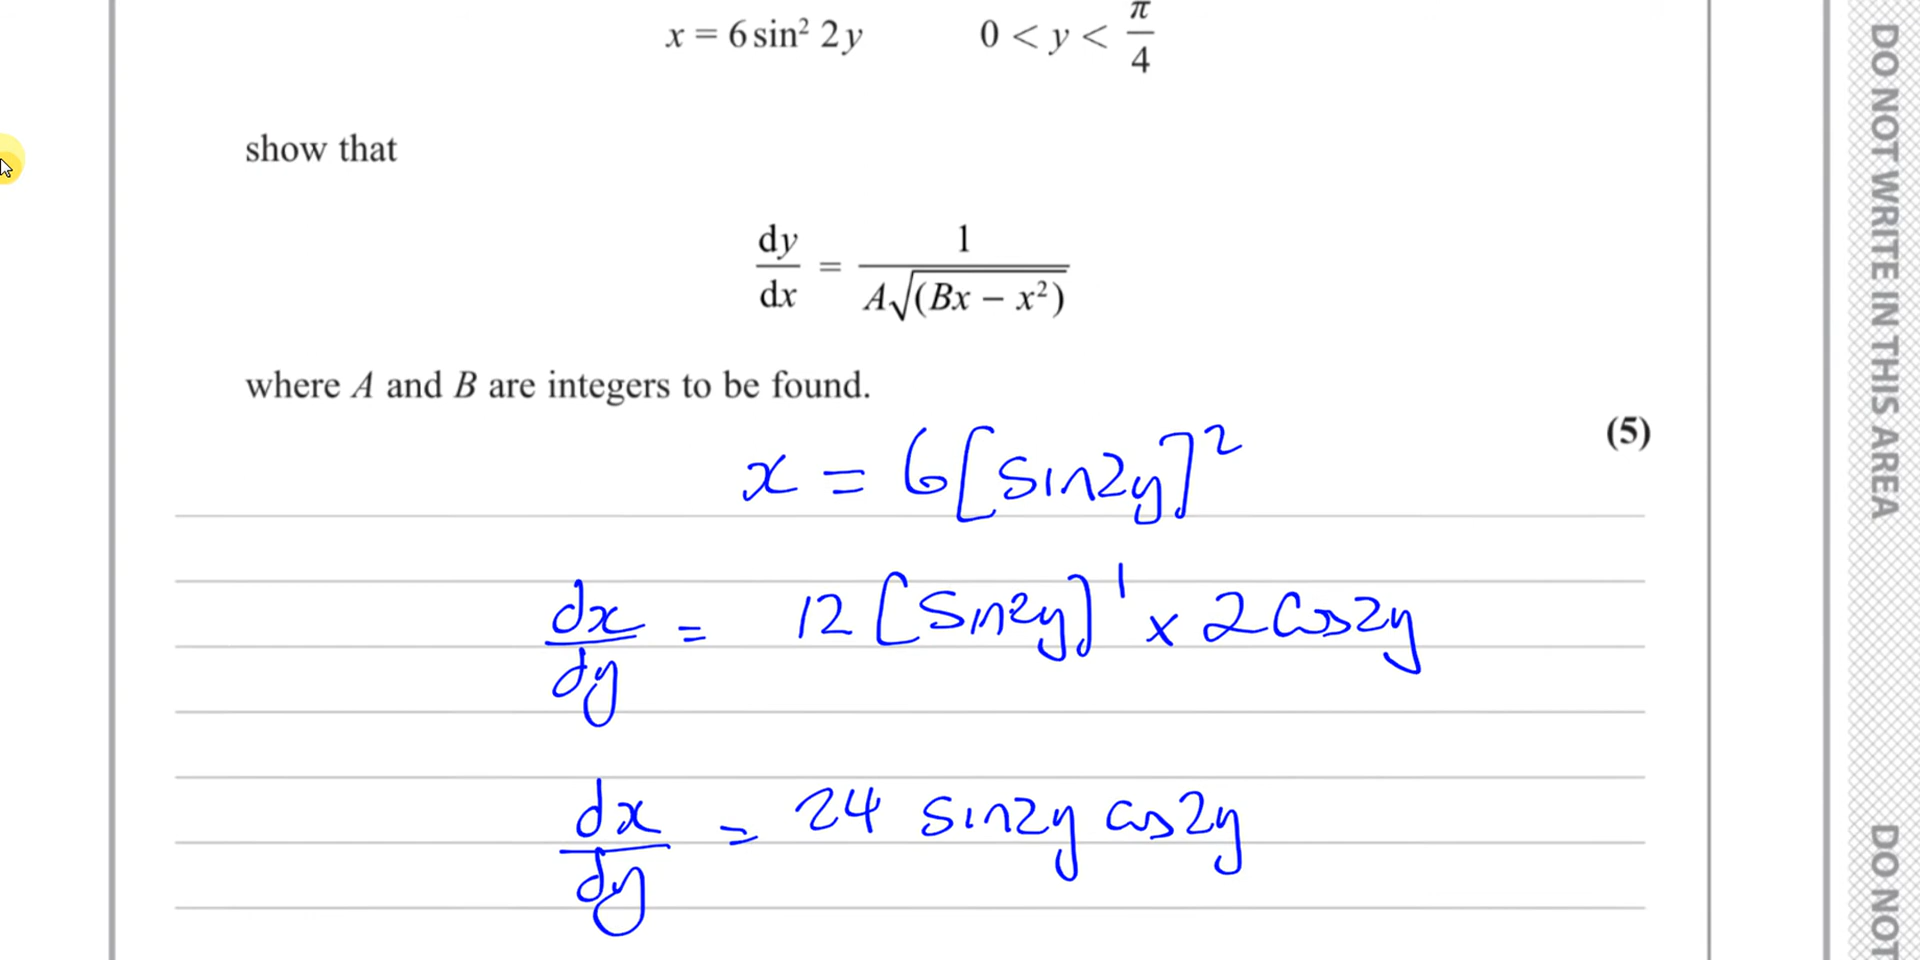 x = 6 sin² 2y    0 < y < π/4
show that
dy/dx = 1/(A√(Bx − x²))
where A and B are integers to be found.
(5)
x = 6[sin2y]²
dx/dy = 12[sin2y]¹ × 2cos2y
dx/dy = 24 sin2y cos2y
DO NOT WRITE IN THIS AREA
DO NOT